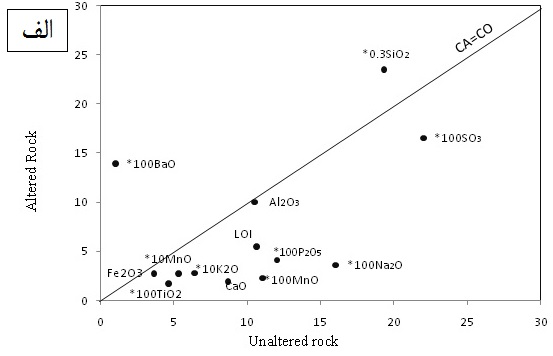 الف
30
25
20
15
10
5
0
Altered Rock
CA=CO
*0.3SiO₂
*100SO₃
*100BaO
Al₂O₃
LOI
*100P₂O₅
*10MnO
*100Na₂O
Fe2O3
*10K2O
CaO
*100MnO
*100TiO2
0 5 10 15 20 25 30
Unaltered rock